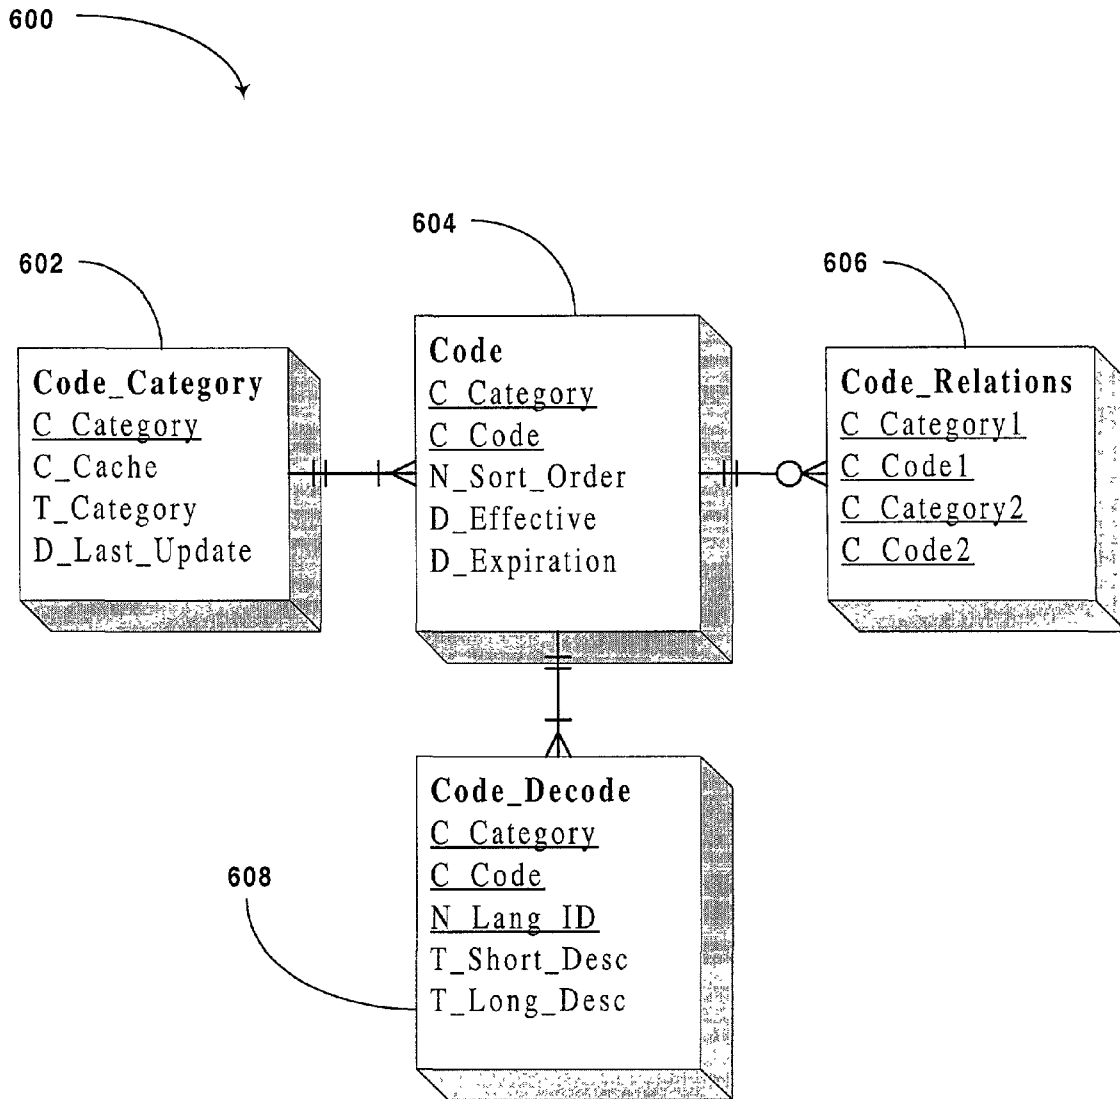 600
604
602
606
Code_Category
C_Category
C_Cache
T_Category
D_Last_Update
Code
C_Category
C_Code
N_Sort_Order
D_Effective
D_Expiration
Code_Relations
C_Category1
C_Code1
C_Category2
C_Code2
608
Code_Decode
C_Category
C_Code
N_Lang_ID
T_Short_Desc
T_Long_Desc